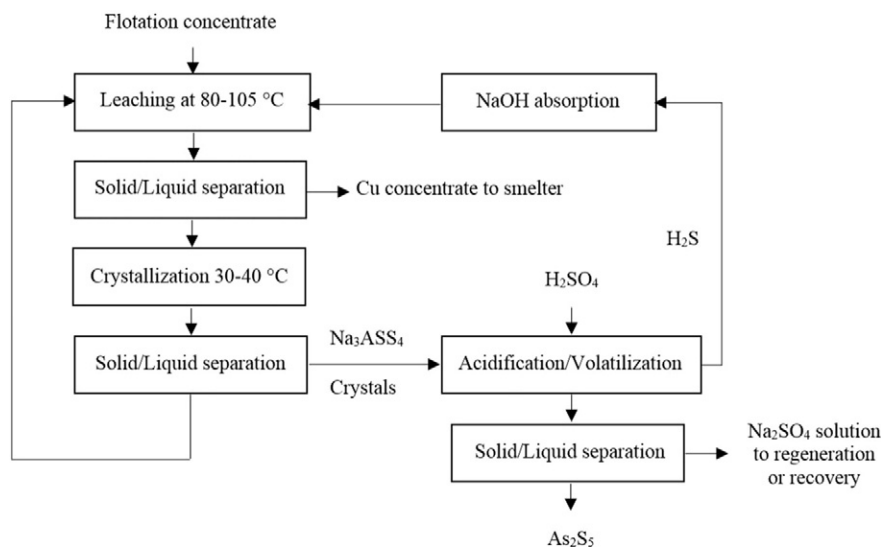 Flotation concentrate
Leaching at 80-105 °C
NaOH absorption
Solid/Liquid separation
Cu concentrate to smelter
H₂S
Crystallization 30-40 °C
H₂SO₄
Solid/Liquid separation
Na₃ASS₄
Crystals
Acidification/Volatilization
Solid/Liquid separation
Na₂SO₄ solution
to regeneration
or recovery
As₂S₅